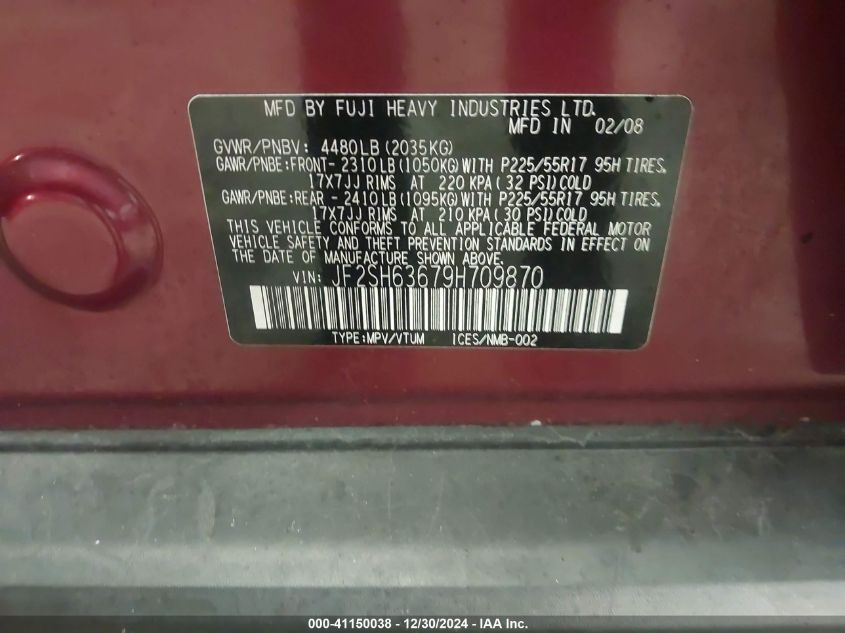 MFD BY FUJI HEAVY INDUSTRIES LTD.
MFD IN 02/08
GVWR/PNBV: 4480LB(2035KG)
GAWR/PNBE:FRONT- 2310LB(1050KG)WITH P225/55R17 95H TIRES,
17X7JJ RIMS AT 220 KPA(32 PSI)COLD
GAWR/PNBE:REAR - 2410LB(1095KG)WITH P225/55R17 95H TIRES,
17X7JJ RIMS AT 210 KPA(30 PSI)COLD
THIS VEHICLE CONFORMS TO ALL APPLICABLE FEDERAL MOTOR
VEHICLE SAFETY AND THEFT PREVENTION STANDARDS IN EFFECT ON
THE DATE OF MANUFACTURE SHOWN ABOVE.
VIN: JF2SH63679H709870
TYPE:MPV/VTUM ICES/NMB-002
000-41150038 - 12/30/2024 - IAA Inc.